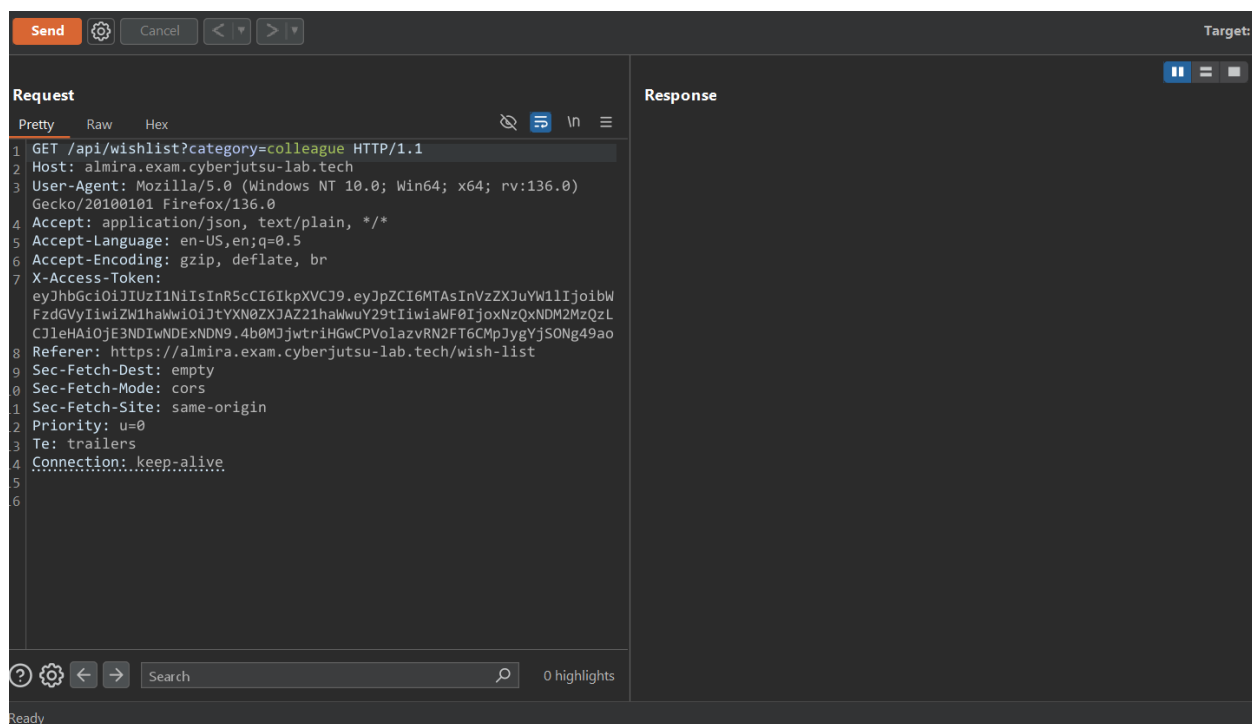 Send
Cancel
Target:
Request
Response
Pretty Raw Hex
\n
1 GET /api/wishlist?category=colleague HTTP/1.1
2 Host: almira.exam.cyberjutsu-lab.tech
3 User-Agent: Mozilla/5.0 (Windows NT 10.0; Win64; x64; rv:136.0)
Gecko/20100101 Firefox/136.0
4 Accept: application/json, text/plain, */*
5 Accept-Language: en-US,en;q=0.5
6 Accept-Encoding: gzip, deflate, br
7 X-Access-Token:
eyJhbGciOiJIUzI1NiIsInR5cCI6IkpXVCJ9.eyJpZCI6MTAsInVzZXJuYW1lIjoibW
FzdGVyIiwiZW1haWwiOiJtYXN0ZXJAZ21haWwuY29tIiwiaWF0IjoxNzQxNDM2MzQzL
CJleHAiOjE3NDIwNDExNDN9.4b0MJjwtriHGwCPVolazvRN2FT6CMpJygYjSONg49ao
8 Referer: https://almira.exam.cyberjutsu-lab.tech/wish-list
9 Sec-Fetch-Dest: empty
0 Sec-Fetch-Mode: cors
1 Sec-Fetch-Site: same-origin
2 Priority: u=0
3 Te: trailers
4 Connection: keep-alive
5
6
Search
0 highlights
Ready